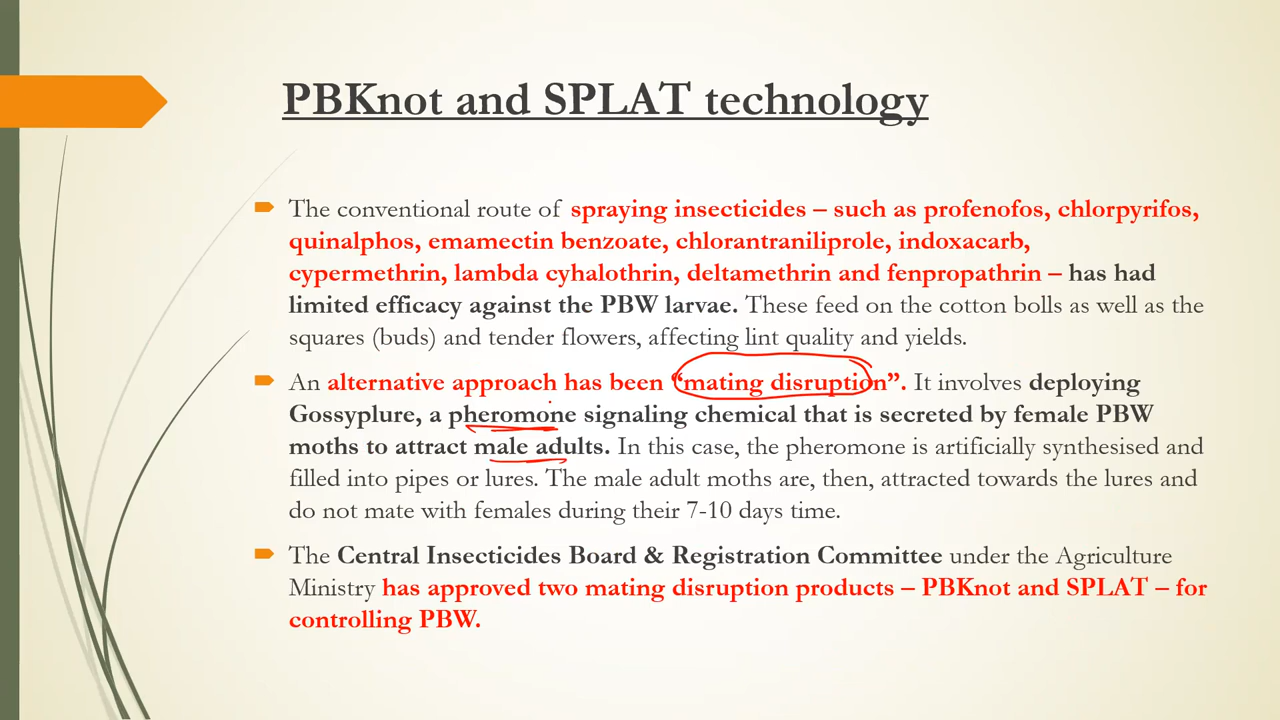 PBKnot and SPLAT technology
The conventional route of spraying insecticides – such as profenofos, chlorpyrifos,
quinalphos, emamectin benzoate, chlorantraniliprole, indoxacarb,
cypermethrin, lambda cyhalothrin, deltamethrin and fenpropathrin – has had
limited efficacy against the PBW larvae. These feed on the cotton bolls as well as the
squares (buds) and tender flowers, affecting lint quality and yields.
An alternative approach has been “mating disruption”. It involves deploying
Gossyplure, a pheromone signaling chemical that is secreted by female PBW
moths to attract male adults. In this case, the pheromone is artificially synthesised and
filled into pipes or lures. The male adult moths are, then, attracted towards the lures and
do not mate with females during their 7-10 days time.
The Central Insecticides Board & Registration Committee under the Agriculture
Ministry has approved two mating disruption products – PBKnot and SPLAT – for
controlling PBW.